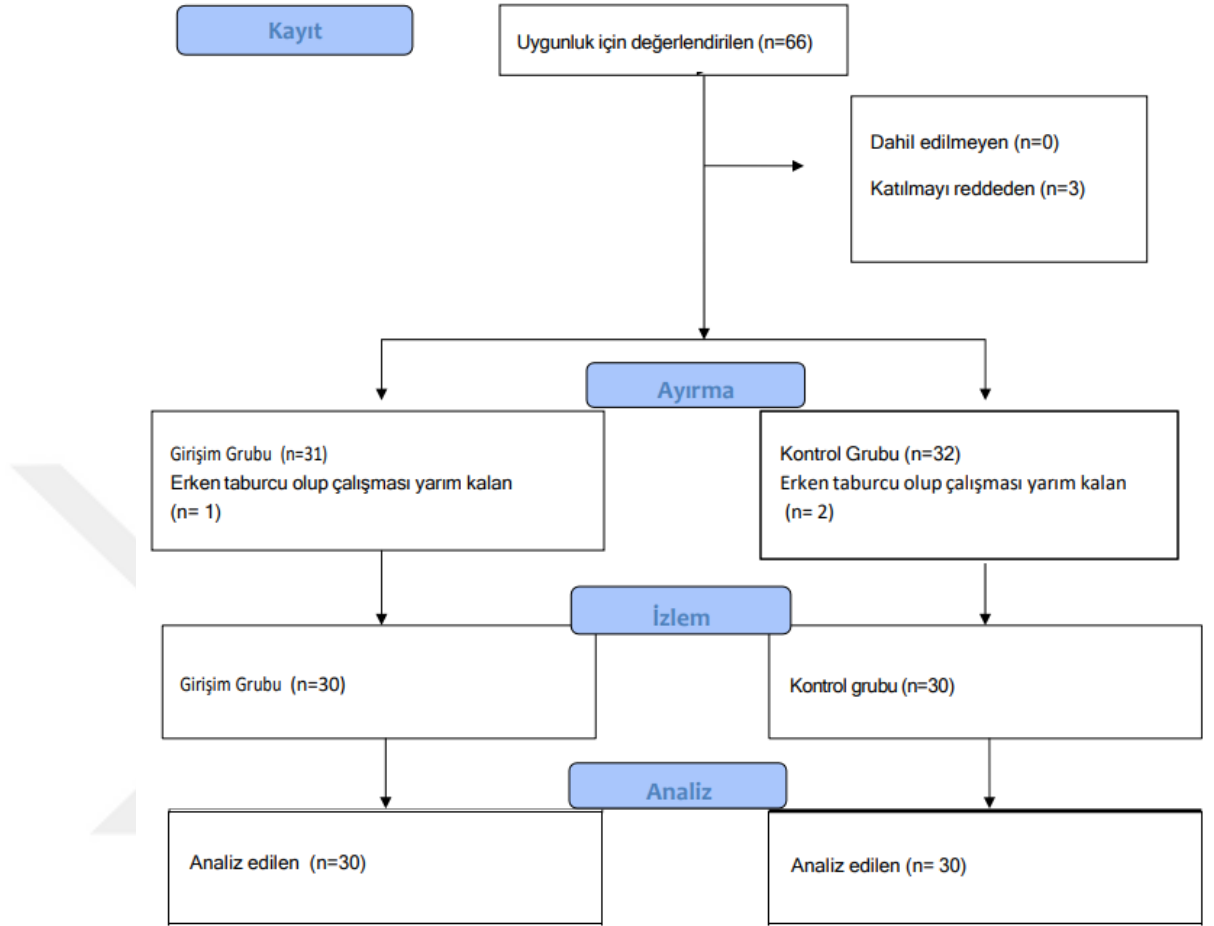 Kayıt
Uygunluk için değerlendirilen (n=66)
Dahil edilmeyen (n=0)
Katılmayı reddeden (n=3)
Ayırma
Girişim Grubu (n=31)
Erken taburcu olup çalışması yarım kalan
(n= 1)
Kontrol Grubu (n=32)
Erken taburcu olup çalışması yarım kalan
(n= 2)
İzlem
Girişim Grubu (n=30)
Kontrol grubu (n=30)
Analiz
Analiz edilen (n=30)
Analiz edilen (n= 30)